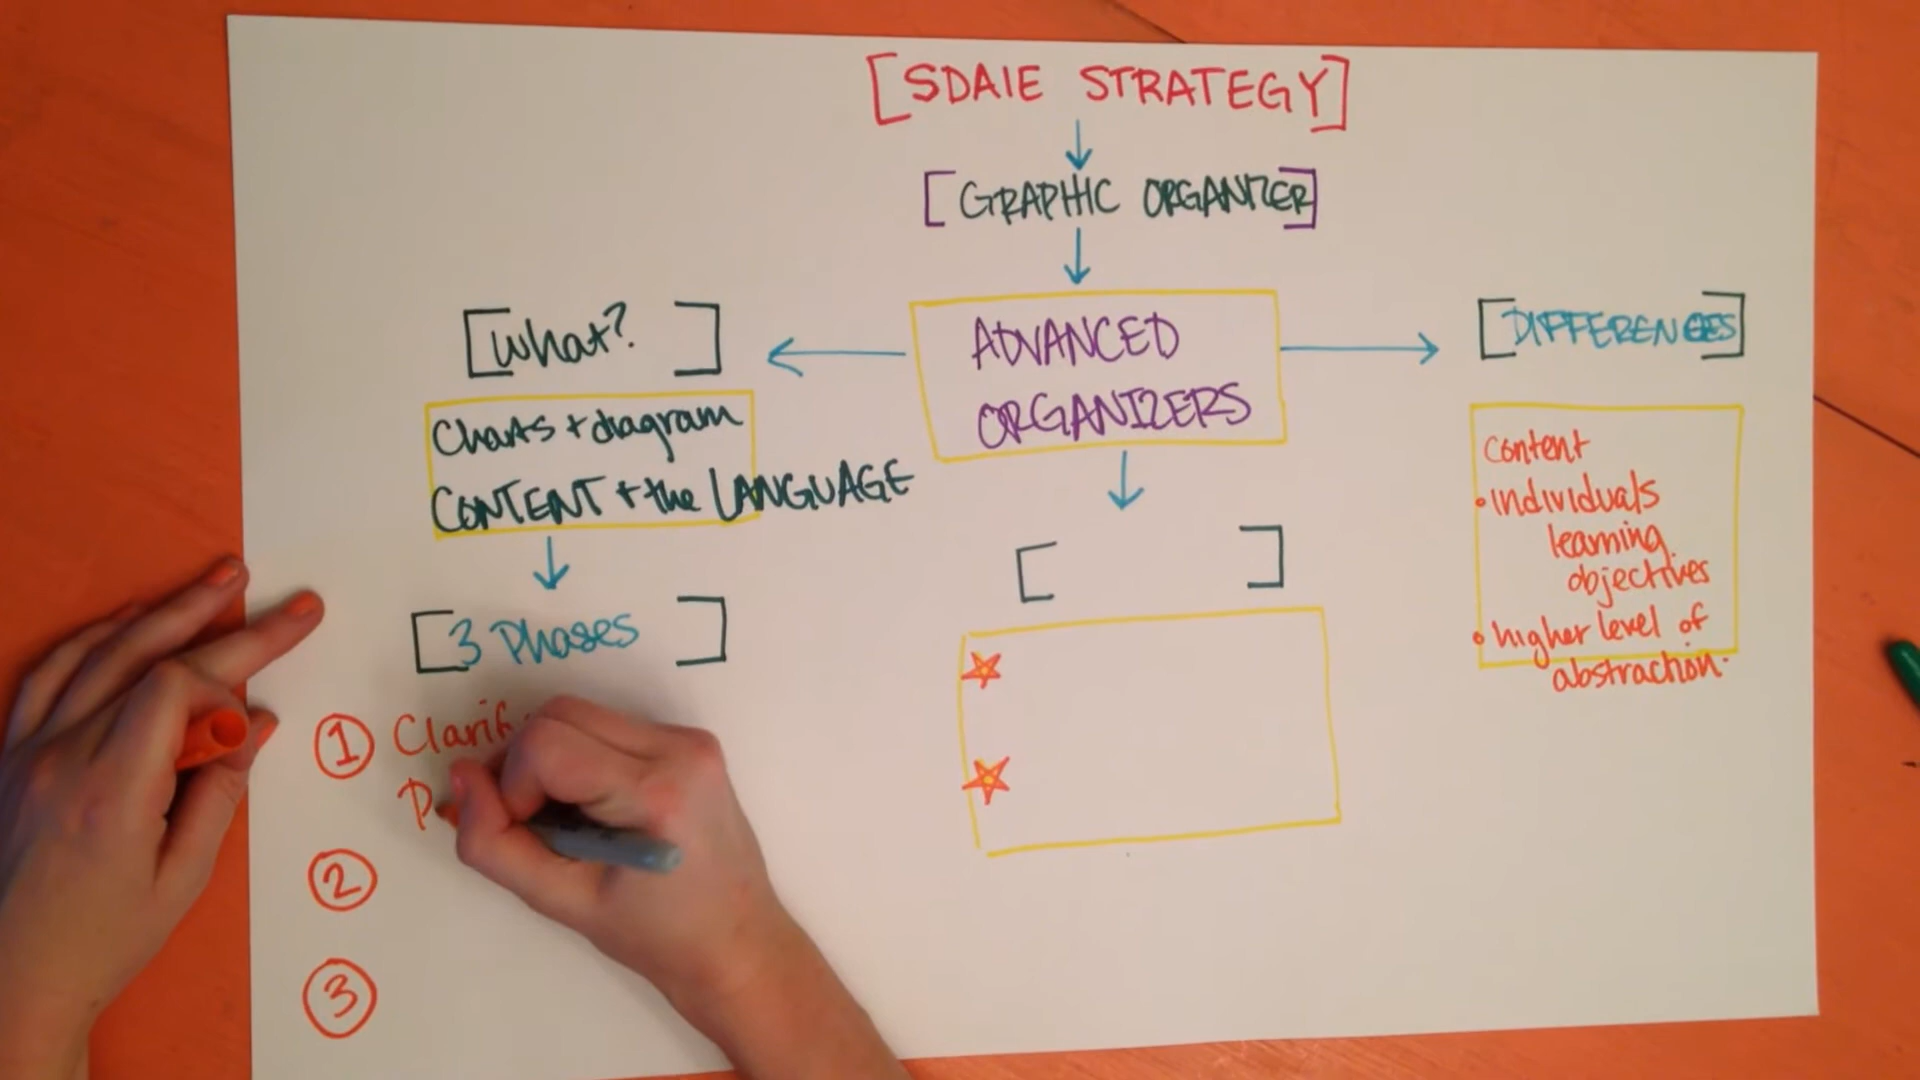 [SDAIE STRATEGY]
[GRAPHIC ORGANIZER]
ADVANCED
ORGANIZERS
[What? ]
Charts + diagram
CONTENT + the LANGUAGE
[3 Phases ]
1
2
3
[ ]
[DIFFERENCES]
Content
• individuals
learning
objectives
• higher level of
abstraction.